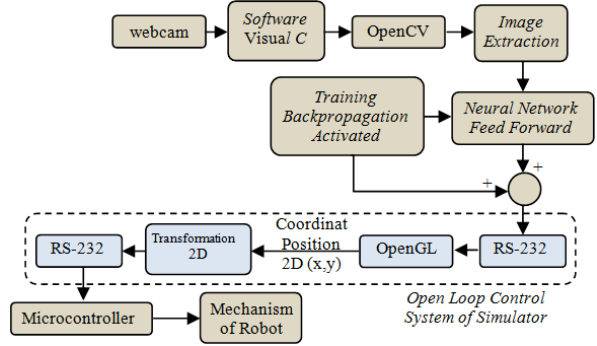 webcam
Software
Visual C
OpenCV
Image
Extraction
Training
Backpropagation
Activated
Neural Network
Feed Forward
+
+
RS-232
Transformation
2D
Coordinat
Position
2D (x,y)
OpenGL
RS-232
Open Loop Control
System of Simulator
Microcontroller
Mechanism
of Robot